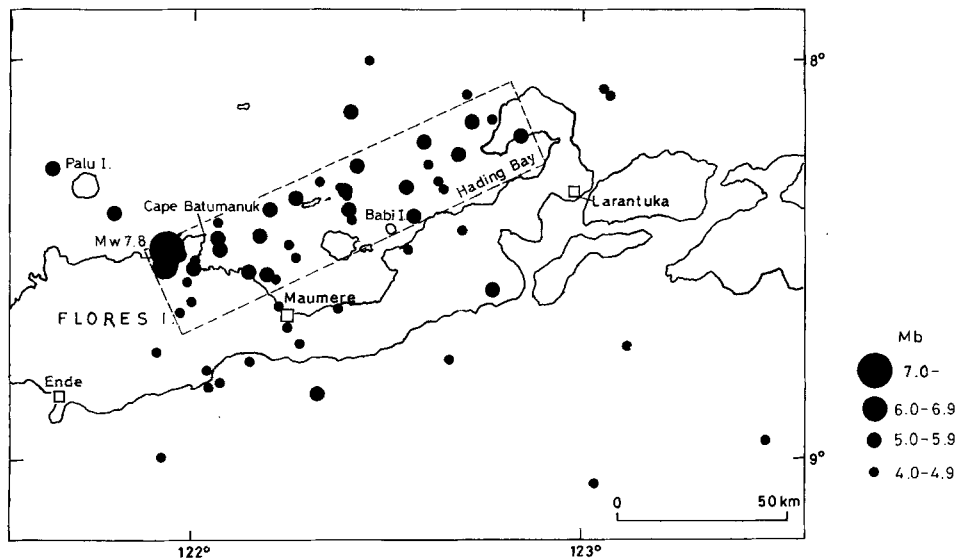 8°
Palu I.
Cape Batumanuk
Hading Bay
Larantuka
Babi I.
Mw 7.8
Maumere
FLORES I.
Mb
7.0-
6.0-6.9
5.0-5.9
4.0-4.9
Ende
9°
0 50 km
122° 123°